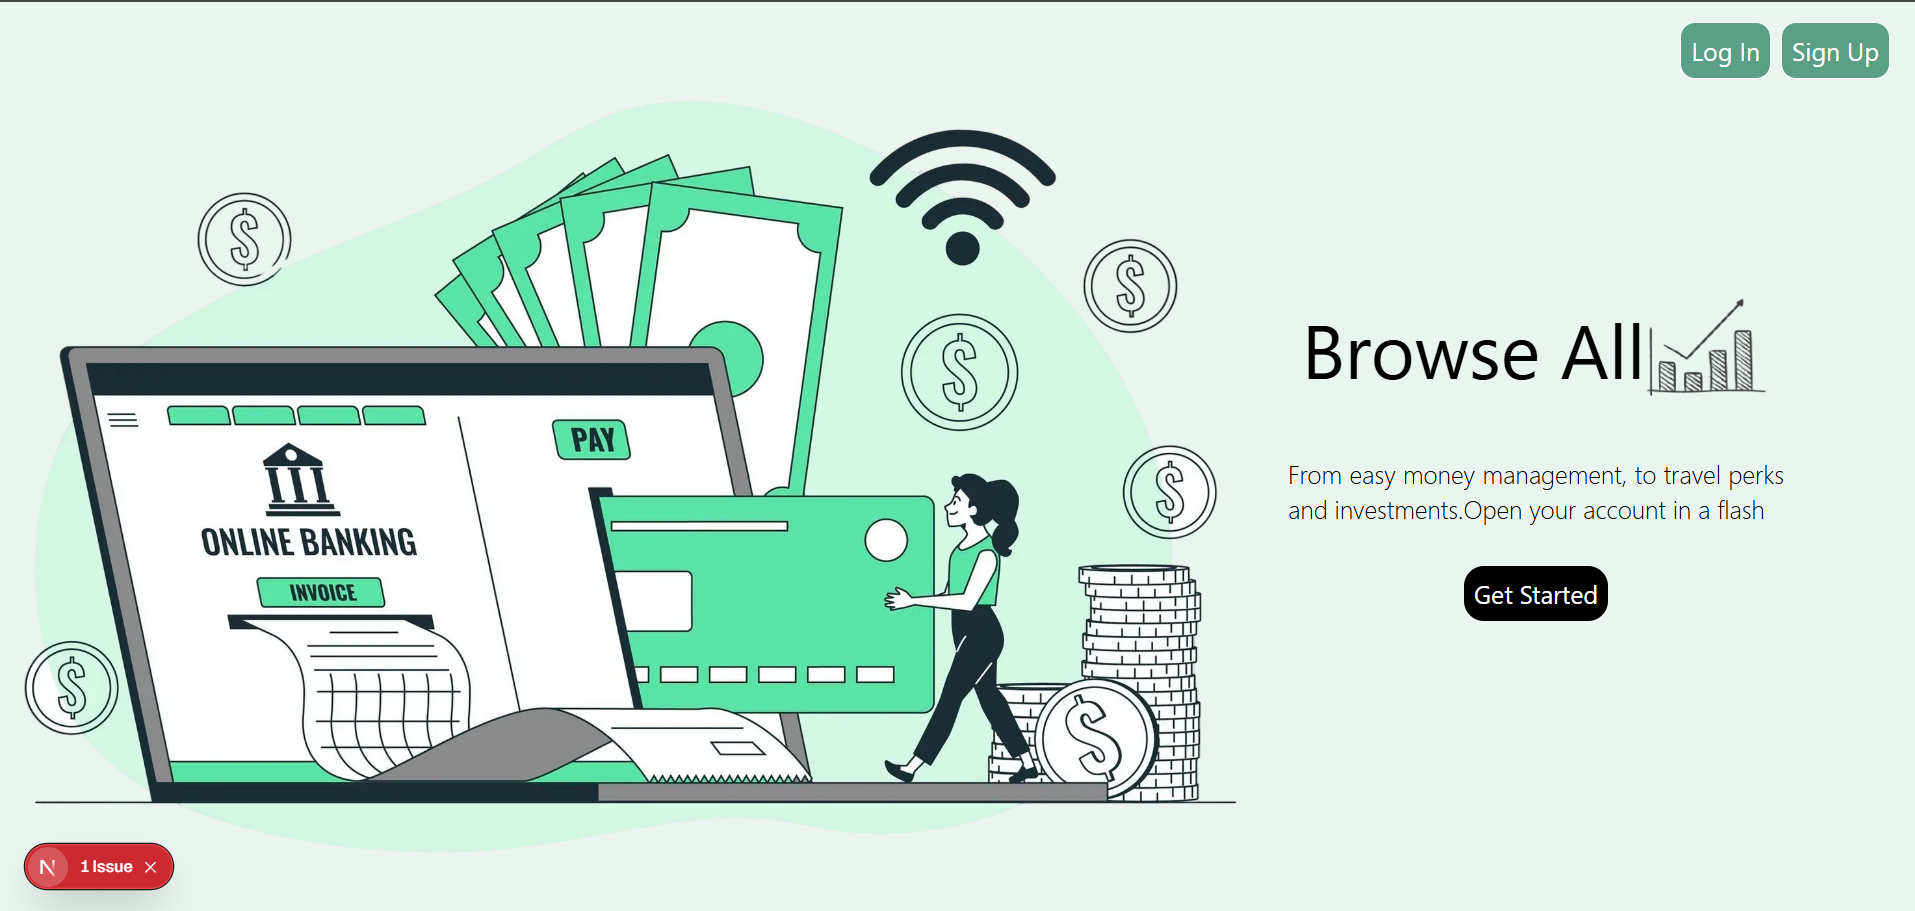 Log In
Sign Up
Browse All
From easy money management, to travel perks
and investments.Open your account in a flash
Get Started
PAY
ONLINE BANKING
INVOICE
$
$
$
$
$
$
N
1 Issue